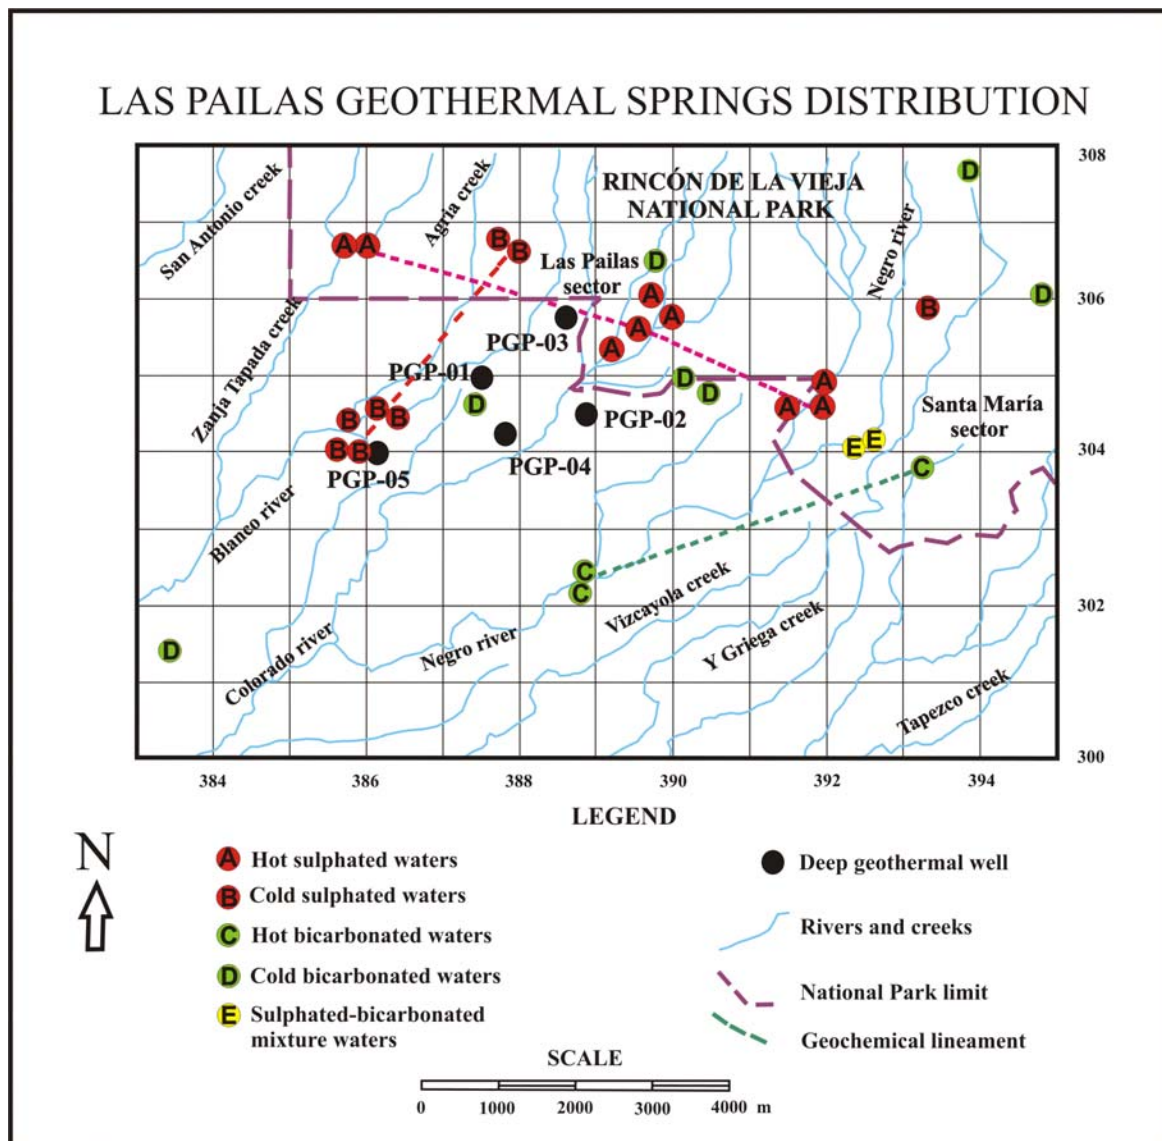 LAS PAILAS GEOTHERMAL SPRINGS DISTRIBUTION
308
San Antonio creek
Agria creek
RINCÓN DE LA VIEJA
NATIONAL PARK
D
Negro river
A A
B
B
Las Pailas
sector
D
A
306
D
B
Zanja Tapada creek
PGP-03
A
A
A
PGP-01
D
D
D
A
A A
B
B B
PGP-02
Santa María
sector
B B
PGP-05
PGP-04
E E
304
C
Blanco river
C
C
Vizcayola creek
302
D
Colorado river
Negro river
Y Griega creek
Tapezco creek
300
384 386 388 390 392 394
LEGEND
N
A Hot sulphated waters
B Cold sulphated waters
C Hot bicarbonated waters
D Cold bicarbonated waters
E Sulphated-bicarbonated
mixture waters
Deep geothermal well
Rivers and creeks
National Park limit
Geochemical lineament
SCALE
0 1000 2000 3000 4000 m